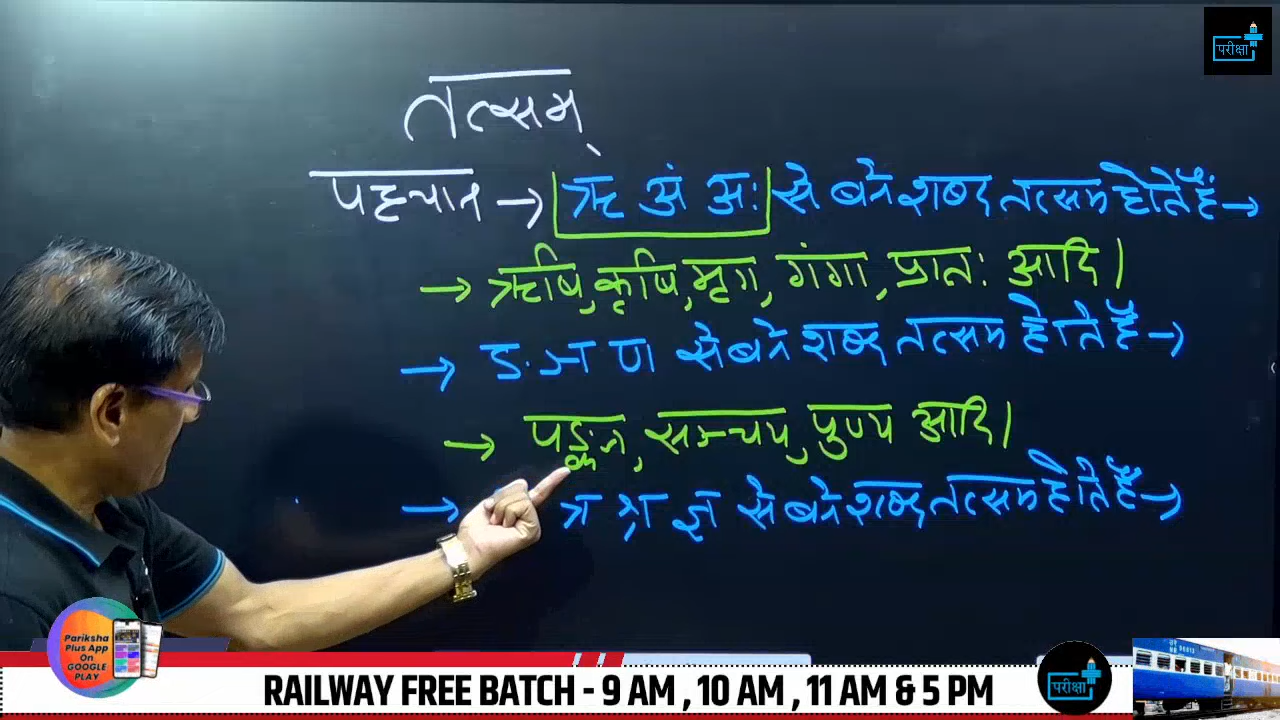 परीक्षा
तत्सम्
पहचान → ऋ अं अः से बने शब्द तत्सम होते हैं →
→ ऋषि, कृषि, मृग, गंगा, प्रातः आदि।
→ ङ ञ ण से बने शब्द तत्सम होते हैं →
→ पङ्कज, सञ्चय, पुण्य आदि।
→ त्र श्र ज्ञ से बने शब्द तत्सम होते हैं →
Pariksha
Plus App
On
GOOGLE
PLAY
RAILWAY FREE BATCH - 9 AM , 10 AM , 11 AM & 5 PM
परीक्षा